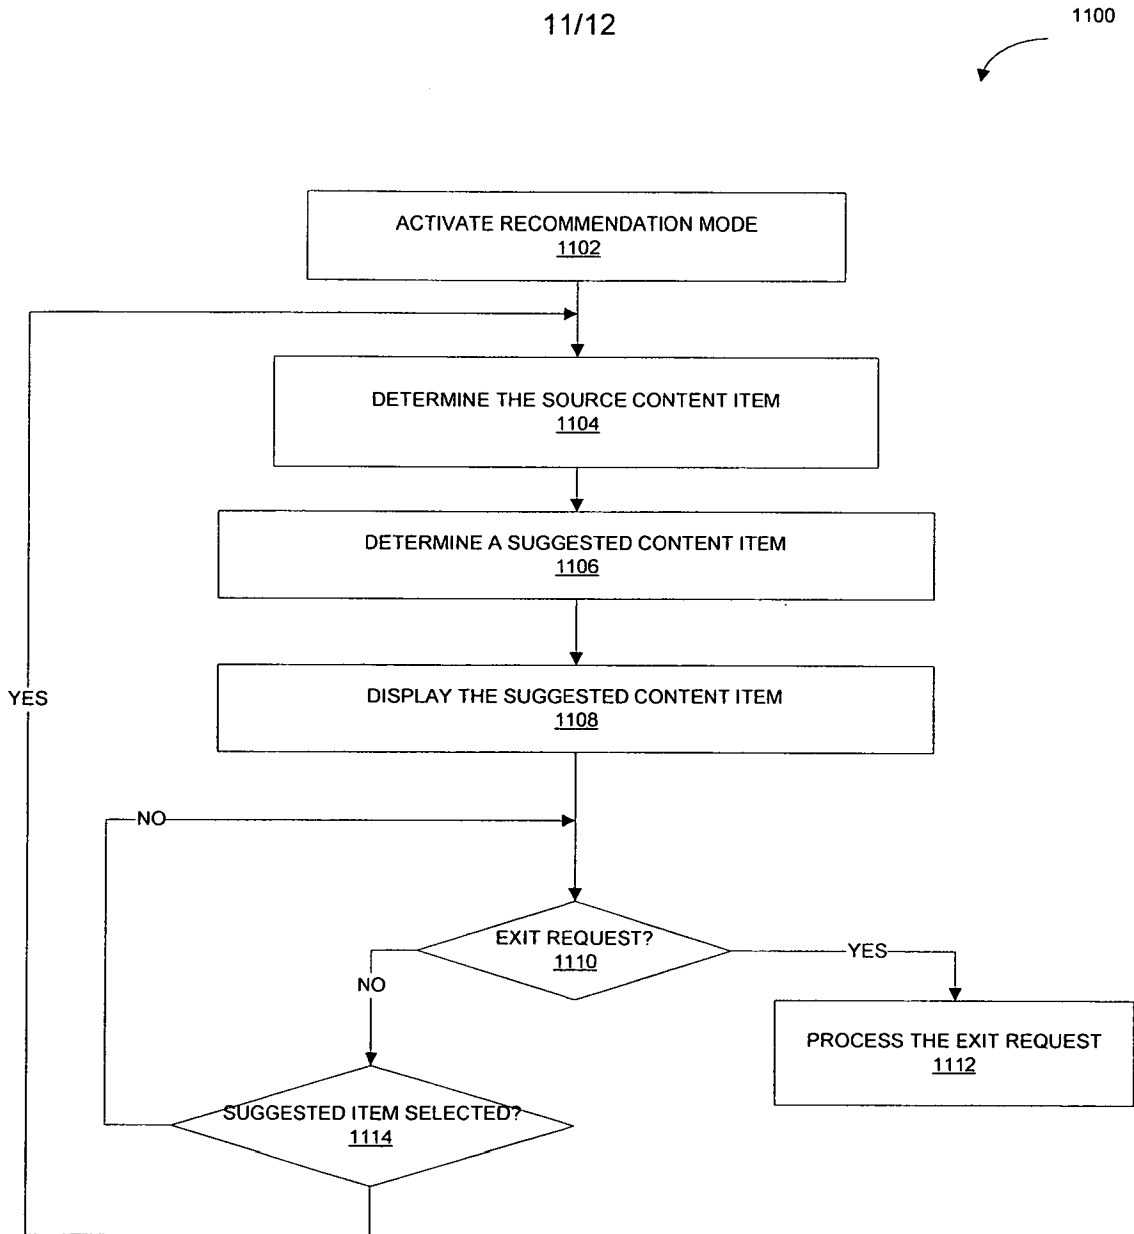 11/12
1100
ACTIVATE RECOMMENDATION MODE
1102
DETERMINE THE SOURCE CONTENT ITEM
1104
DETERMINE A SUGGESTED CONTENT ITEM
1106
DISPLAY THE SUGGESTED CONTENT ITEM
1108
YES
NO
EXIT REQUEST?
1110
YES
NO
PROCESS THE EXIT REQUEST
1112
SUGGESTED ITEM SELECTED?
1114